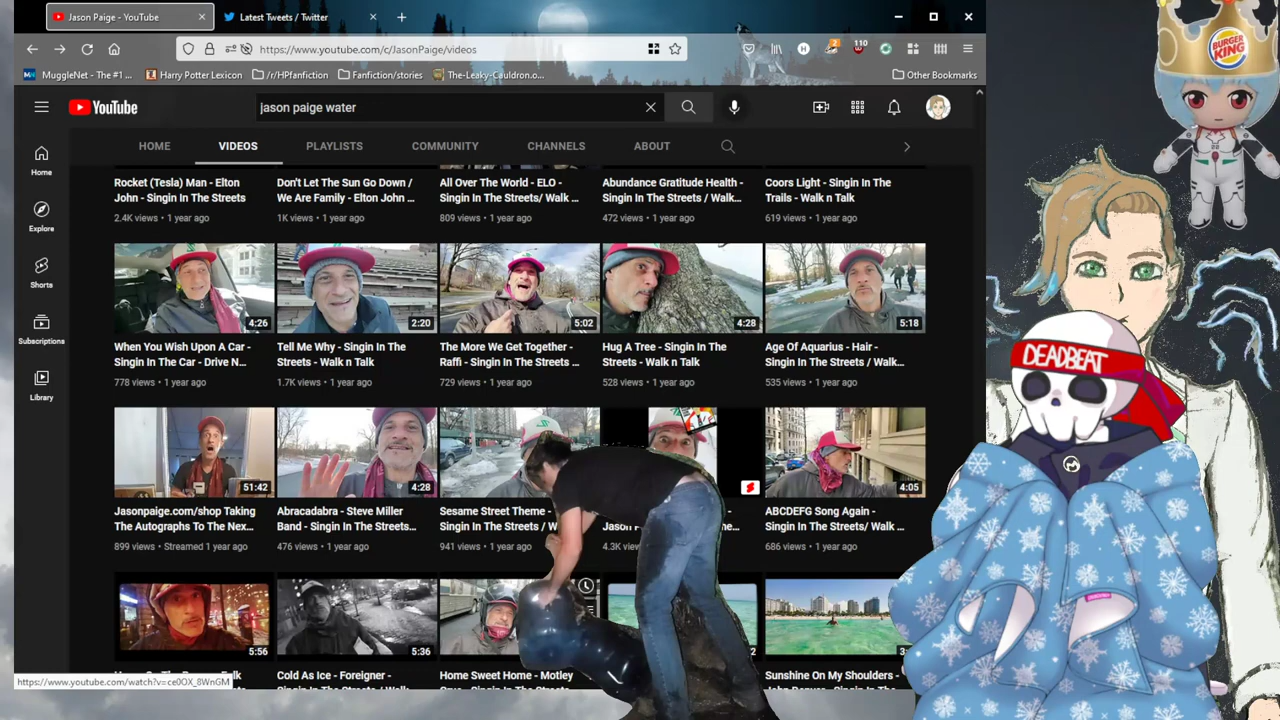 Jason Paige - YouTube
Latest Tweets / Twitter
https://www.youtube.com/c/JasonPaige/videos
2
110
MuggleNet - The #1 ...
Harry Potter Lexicon
/r/HPfanfiction
Fanfiction/stories
The-Leaky-Cauldron.o...
Other Bookmarks
BURGER KING
YouTube
jason paige water
HOME
VIDEOS
PLAYLISTS
COMMUNITY
CHANNELS
ABOUT
Home
Explore
Shorts
Subscriptions
Library
Rocket (Tesla) Man - Elton
John - Singin In The Streets
2.4K views • 1 year ago
Don't Let The Sun Go Down /
We Are Family - Elton John ...
1K views • 1 year ago
All Over The World - ELO -
Singin In The Streets/ Walk ...
809 views • 1 year ago
Abundance Gratitude Health -
Singin In The Streets / Walk...
472 views • 1 year ago
Coors Light - Singin In The
Trails - Walk n Talk
619 views • 1 year ago
4:26
2:20
5:02
4:28
5:18
When You Wish Upon A Car -
Singin In The Car - Drive N...
778 views • 1 year ago
Tell Me Why - Singin In The
Streets - Walk n Talk
1.7K views • 1 year ago
The More We Get Together -
Raffi - Singin In The Streets ...
729 views • 1 year ago
Hug A Tree - Singin In The
Streets - Walk n Talk
528 views • 1 year ago
Age Of Aquarius - Hair -
Singin In The Streets / Walk...
535 views • 1 year ago
DEADBEAT
51:42
4:28
4:05
Jasonpaige.com/shop Taking
The Autographs To The Nex...
899 views • Streamed 1 year ago
Abracadabra - Steve Miller
Band - Singin In The Streets...
476 views • 1 year ago
Sesame Street Theme -
Singin In The Streets / W
941 views • 1 year ago
Jason
4.3K
ABCDEFG Song Again -
Singin In The Streets/ Walk ...
686 views • 1 year ago
5:56
5:36
Cold As Ice - Foreigner -
Home Sweet Home - Motley
Sunshine On My Shoulders -
https://www.youtube.com/watch?v=ce0OX_8WnGM